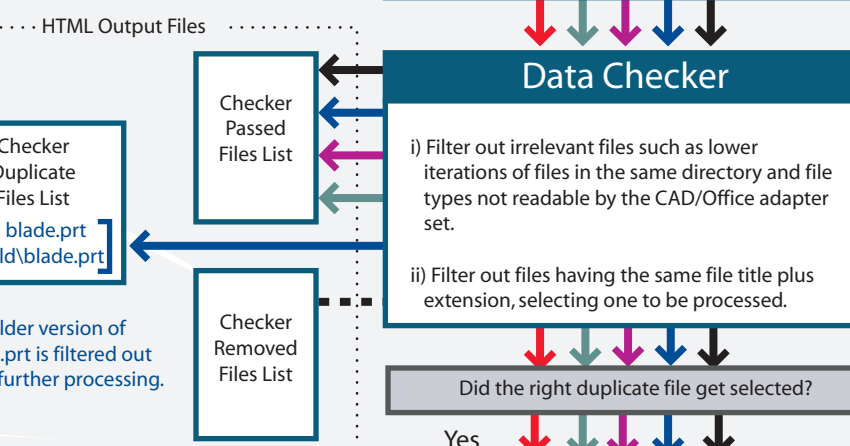 HTML Output Files
Data Checker
Checker
Passed
Files List
i) Filter out irrelevant files such as lower
iterations of files in the same directory and file
types not readable by the CAD/Office adapter
set.
ii) Filter out files having the same file title plus
extension, selecting one to be processed.
Checker
Duplicate
Files List
blade.prt
ld\blade.prt
lder version of
.prt is filtered out
further processing.
Checker
Removed
Files List
Did the right duplicate file get selected?
Yes